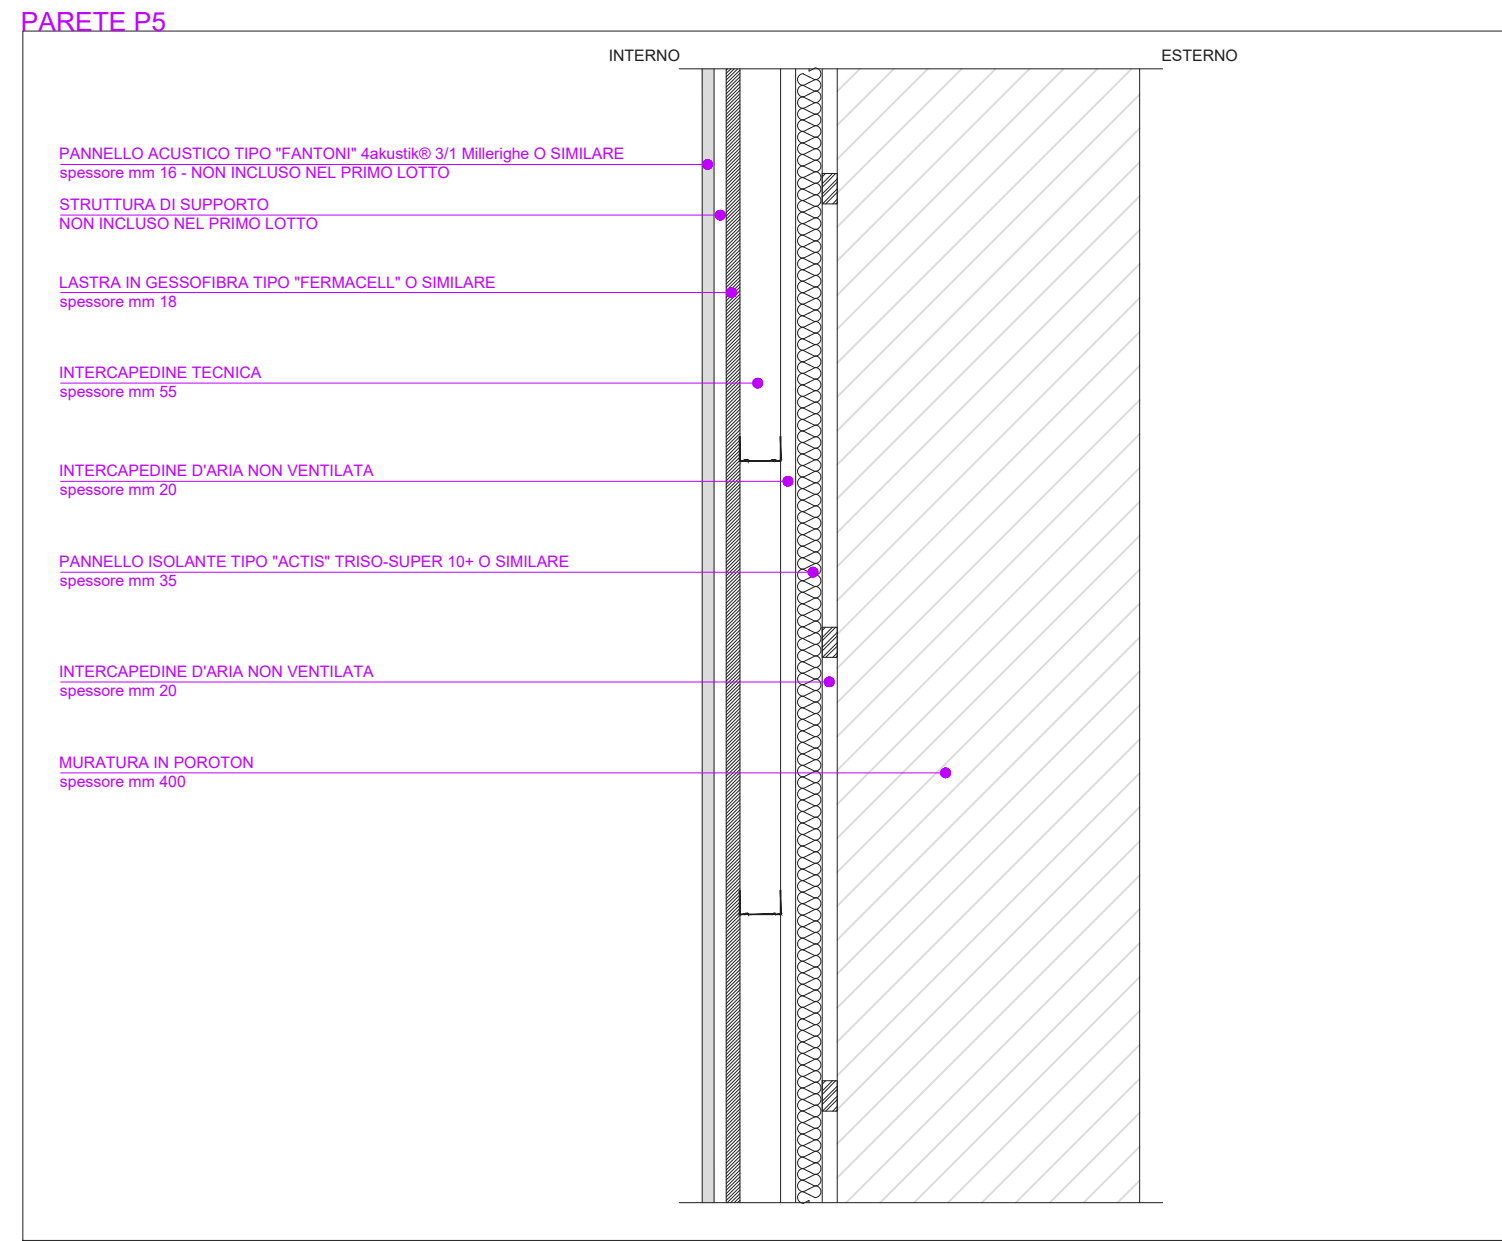 PARETE P5
INTERNO
ESTERNO
PANNELLO ACUSTICO TIPO "FANTONI" 4akustik® 3/1 Millerighe O SIMILARE
spessore mm 16 - NON INCLUSO NEL PRIMO LOTTO
STRUTTURA DI SUPPORTO
NON INCLUSO NEL PRIMO LOTTO
LASTRA IN GESSOFIBRA TIPO "FERMACELL" O SIMILARE
spessore mm 18
INTERCAPEDINE TECNICA
spessore mm 55
INTERCAPEDINE D'ARIA NON VENTILATA
spessore mm 20
PANNELLO ISOLANTE TIPO "ACTIS" TRISO-SUPER 10+ O SIMILARE
spessore mm 35
INTERCAPEDINE D'ARIA NON VENTILATA
spessore mm 20
MURATURA IN POROTON
spessore mm 400